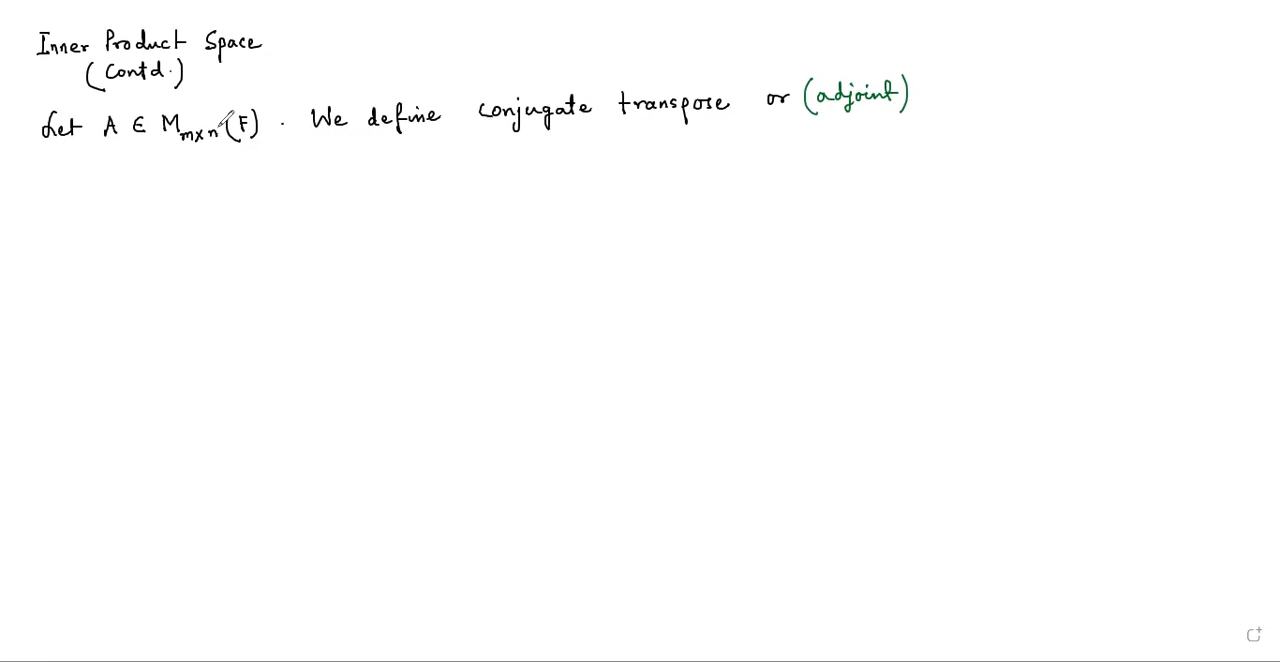 Inner Product Space
(Contd.)
Let A ∈ M_{m×n}(F). We define conjugate transpose or (adjoint)